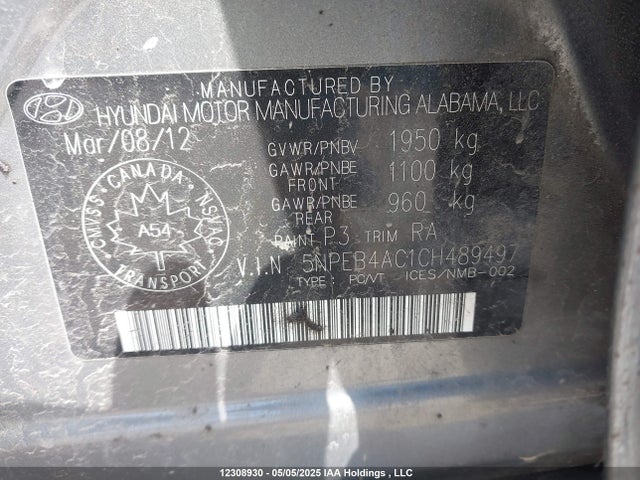 MANUFACTURED BY
HYUNDAI MOTOR MANUFACTURING ALABAMA, LLC
Mar/08/12
GVWR/PNBV 1950 kg
GAWR/PNBE FRONT 1100 kg
GAWR/PNBE REAR 960 kg
PAINT P3 TRIM RA
V.I.N 5NPEB4AC1CH489497
TYPE : PC/VT ICES/NMB-002
CANADA
CMVSS NSVAC
A54
TRANSPORT
12308930 - 05/05/2025 IAA Holdings , LLC